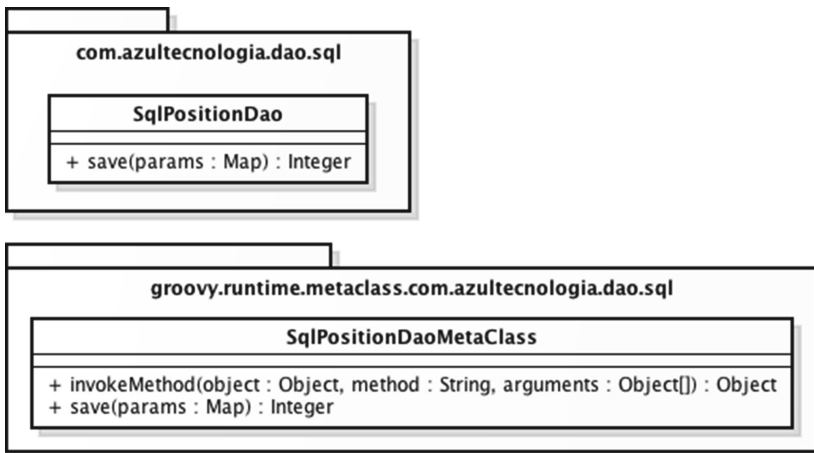 com.azultecnologia.dao.sql
SqlPositionDao
+ save(params : Map) : Integer
groovy.runtime.metaclass.com.azultecnologia.dao.sql
SqlPositionDaoMetaClass
+ invokeMethod(object : Object, method : String, arguments : Object[]) : Object
+ save(params : Map) : Integer